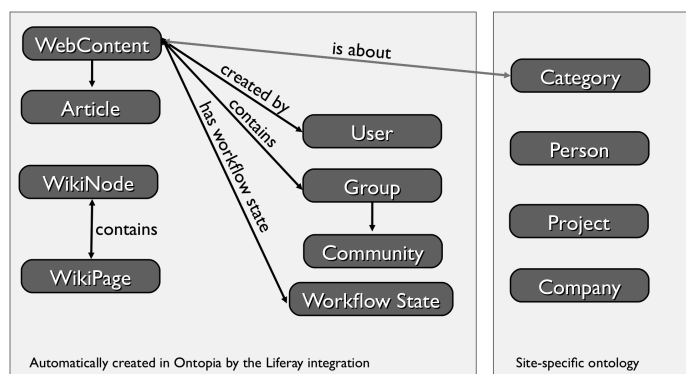 WebContent
is about
Category
created by
Article
contains
User
Person
has workflow state
WikiNode
Group
contains
Project
Community
WikiPage
Workflow State
Company
Automatically created in Ontopia by the Liferay integration
Site-specific ontology